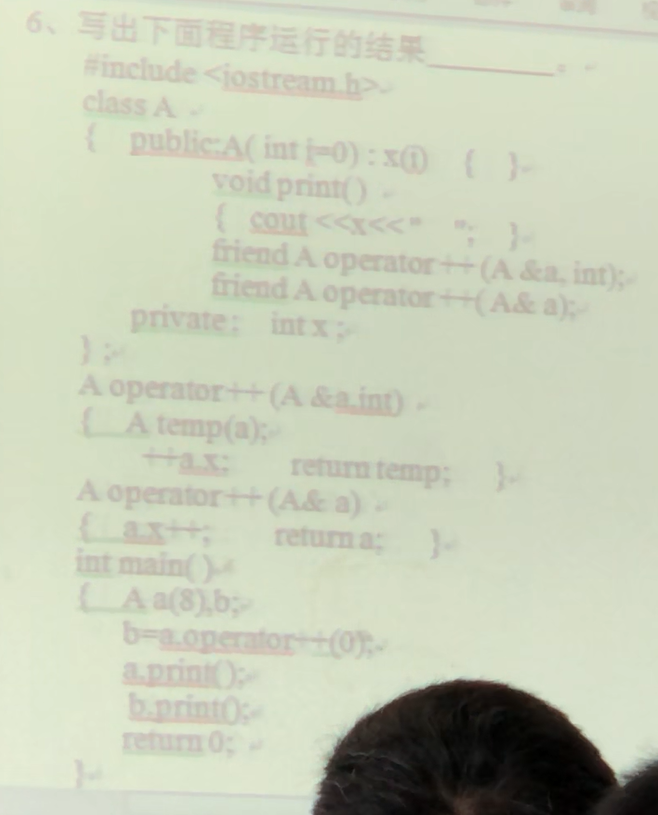 6、写出下面程序运行的结果________。
#include <iostream.h>
class A
{ public:A( int i=0) : x(i) { }
void print()
{ cout <<x<<" "; }
friend A operator++(A &a, int);
friend A operator++(A& a);
private: int x ;
} ;
A operator++(A &a,int)
{ A temp(a);
++a.x; return temp; }
A operator++(A& a)
{ a.x++; return a; }
int main( )
{ A a(8),b;
b=a.operator++(0);
a.print();
b.print();
return 0;
}